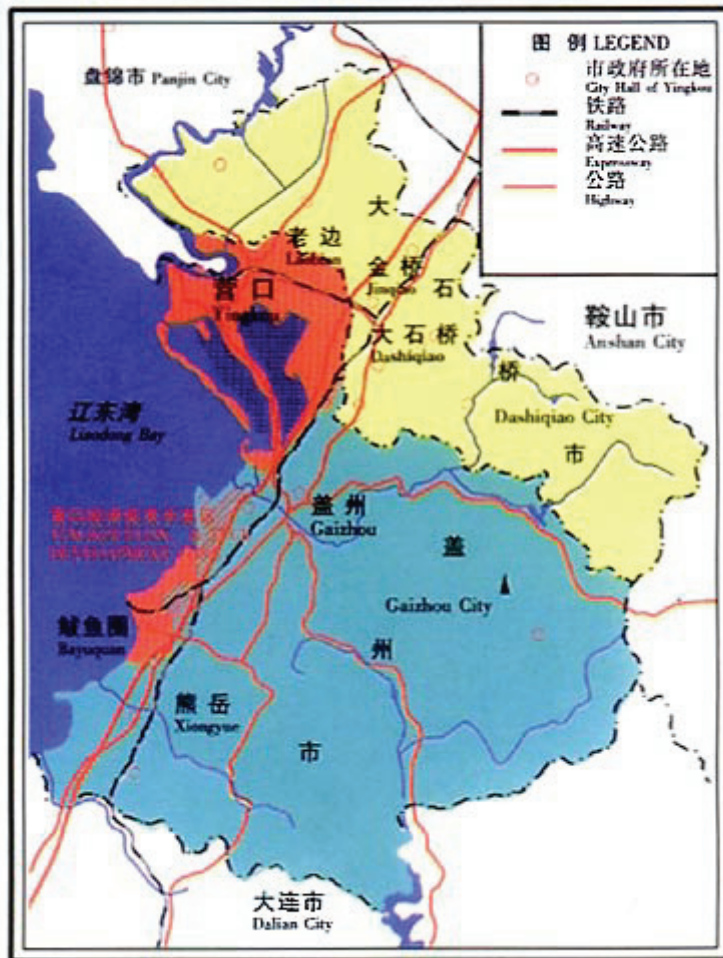 盘锦市 Panjin City
图 例 LEGEND
市政府所在地
City Hall of Yingkou
铁路
Railway
高速公路
Expressway
公路
Highway
大
石
桥
市
老 边
Laobian
金 桥
Jinqiao
营 口
Yingkou
大 石 桥
Dashiqiao
鞍山市
Anshan City
Dashiqiao City
辽东湾
Liaodong Bay
盖 州
Gaizhou
盖
州
市
Gaizhou City
鲅鱼圈
Bayuquan
熊 岳
Xiongyue
大连市
Dalian City